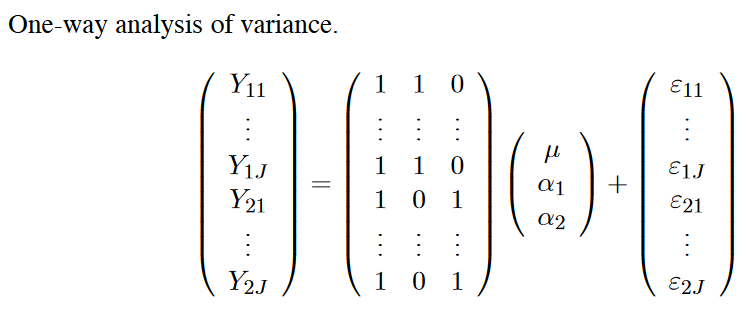 One-way analysis of variance.
Y11 1 1 0 ε11
⋮ ⋮ ⋮ ⋮ ⋮
Y1J 1 1 0 μ ε1J
= α1 +
Y21 1 0 1 α2 ε21
⋮ ⋮ ⋮ ⋮ ⋮
Y2J 1 0 1 ε2J